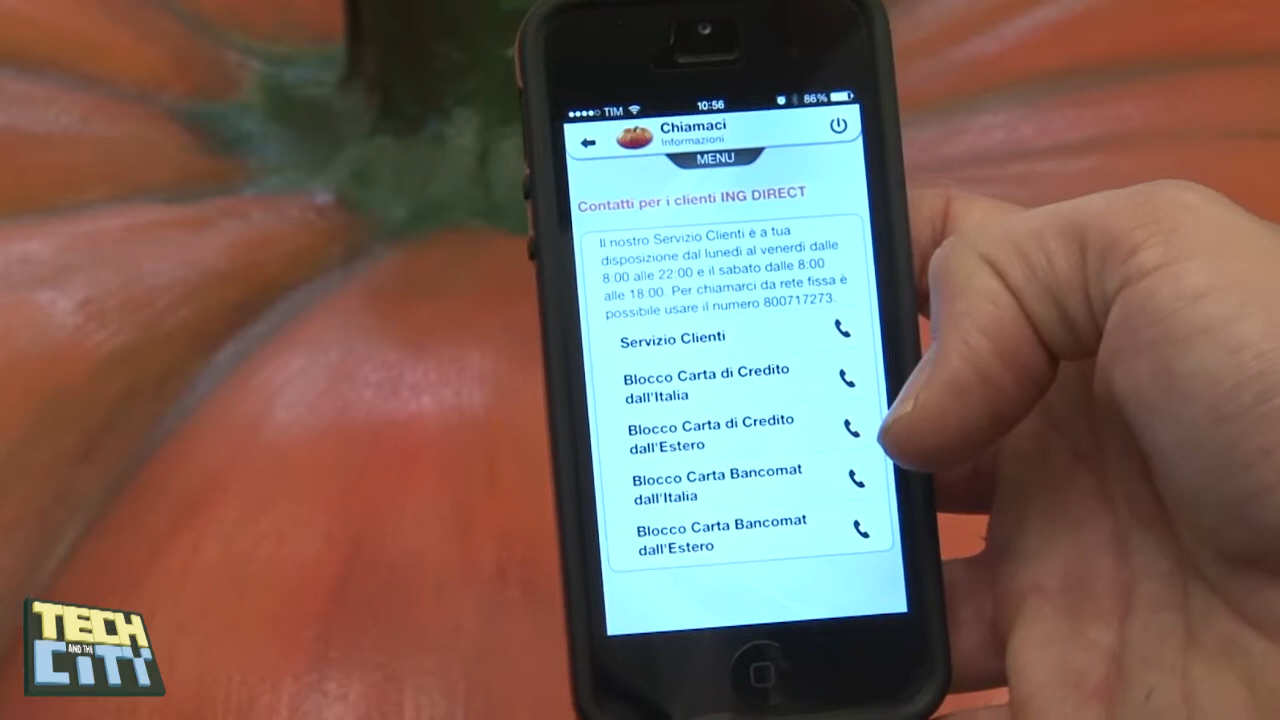 TIM 10:56 86%
Chiamaci
Informazioni
MENU
Contatti per i clienti ING DIRECT
Il nostro Servizio Clienti è a tua
disposizione dal lunedì al venerdì dalle
8:00 alle 22:00 e il sabato dalle 8:00
alle 18.00. Per chiamarci da rete fissa è
possibile usare il numero 800717273.
Servizio Clienti
Blocco Carta di Credito
dall'Italia
Blocco Carta di Credito
dall'Estero
Blocco Carta Bancomat
dall'Italia
Blocco Carta Bancomat
dall'Estero
TECH
AND THE
CITY